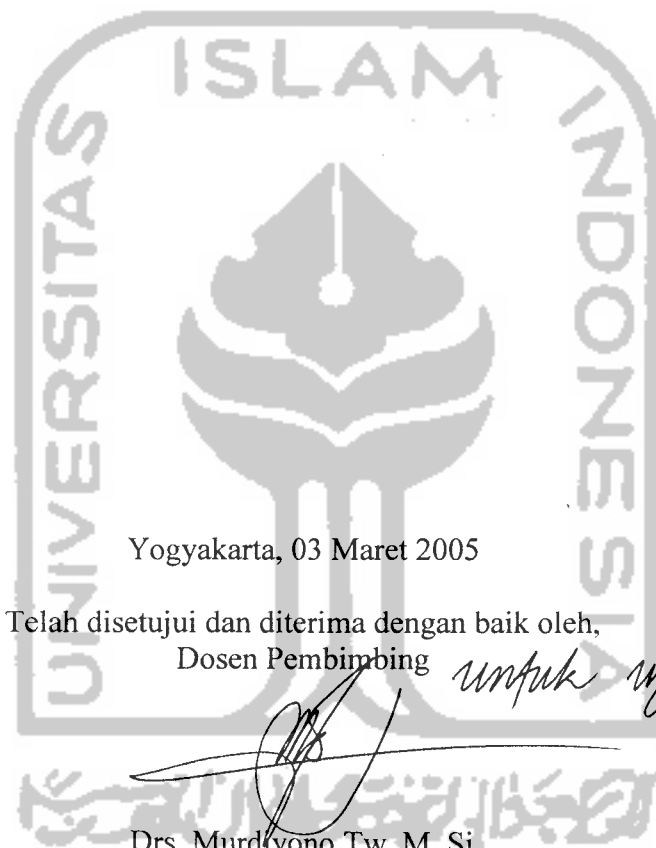 UNIVERSITAS ISLAM INDONESIA
Yogyakarta, 03 Maret 2005
Telah disetujui dan diterima dengan baik oleh,
Dosen Pembimbing untuk
Drs. Murdiyono Tw, M. Si